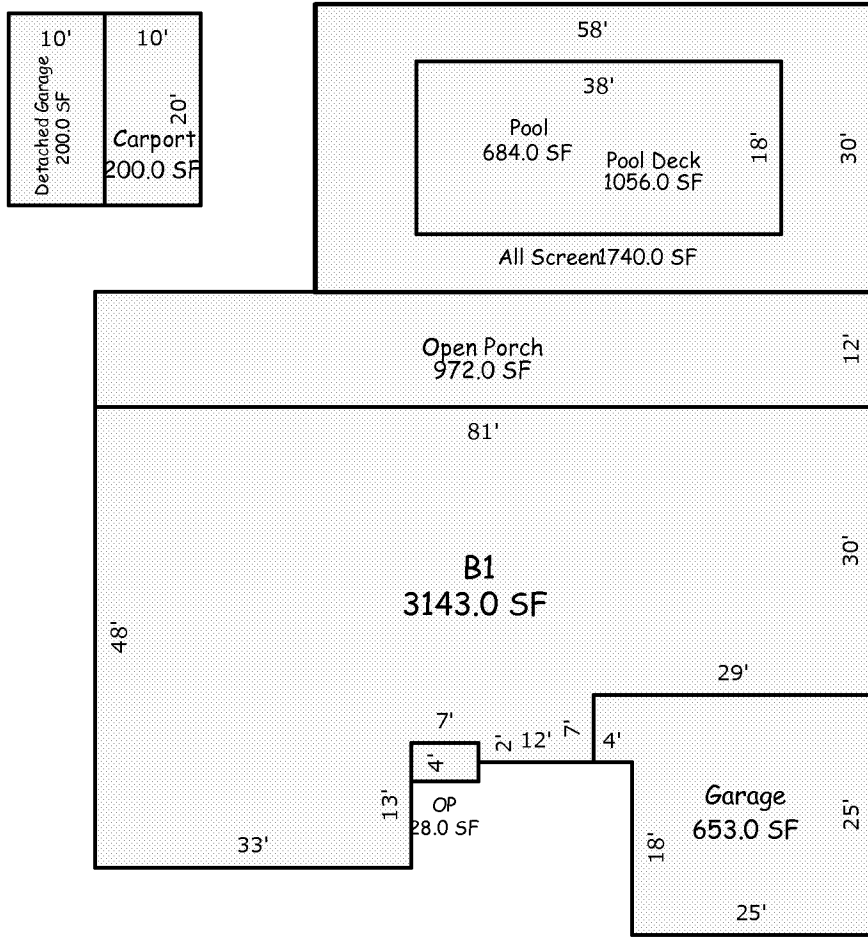 10'
10'
20'
Detached Garage
200.0 SF
Carport
200.0 SF
58'
38'
Pool
684.0 SF
Pool Deck
1056.0 SF
18'
30'
All Screen1740.0 SF
Open Porch
972.0 SF
12'
81'
B1
3143.0 SF
30'
48'
29'
7'
2'
12'
7'
4'
4'
13'
OP
28.0 SF
Garage
653.0 SF
25'
18'
33'
25'